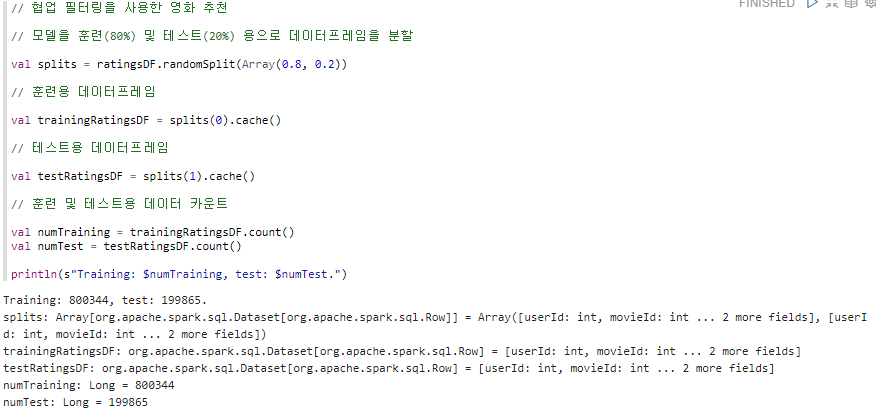 FINISHED
// 협업 필터링을 사용한 영화 추천
// 모델을 훈련(80%) 및 테스트(20%) 용으로 데이터프레임을 분할
val splits = ratingsDF.randomSplit(Array(0.8, 0.2))
// 훈련용 데이터프레임
val trainingRatingsDF = splits(0).cache()
// 테스트용 데이터프레임
val testRatingsDF = splits(1).cache()
// 훈련 및 테스트용 데이터 카운트
val numTraining = trainingRatingsDF.count()
val numTest = testRatingsDF.count()
println(s"Training: $numTraining, test: $numTest.")
Training: 800344, test: 199865.
splits: Array[org.apache.spark.sql.Dataset[org.apache.spark.sql.Row]] = Array([userId: int, movieId: int ... 2 more fields], [userI
d: int, movieId: int ... 2 more fields])
trainingRatingsDF: org.apache.spark.sql.Dataset[org.apache.spark.sql.Row] = [userId: int, movieId: int ... 2 more fields]
testRatingsDF: org.apache.spark.sql.Dataset[org.apache.spark.sql.Row] = [userId: int, movieId: int ... 2 more fields]
numTraining: Long = 800344
numTest: Long = 199865